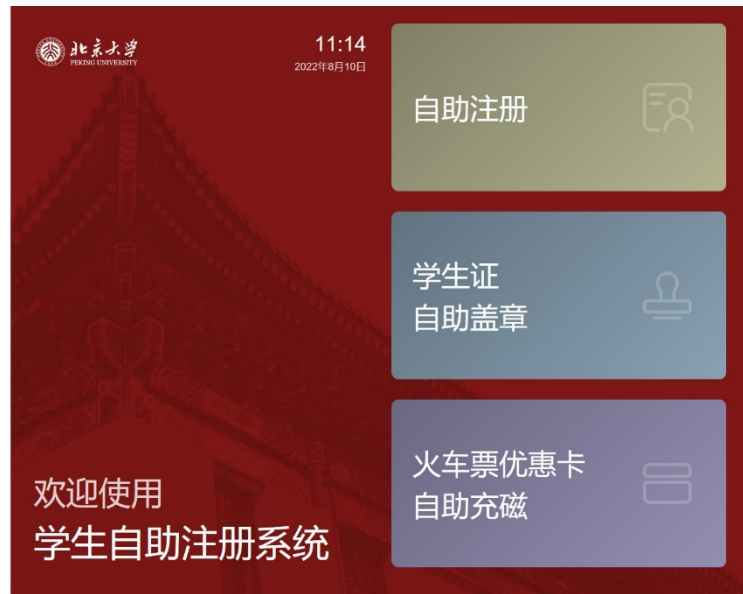 北京大学
PEKING UNIVERSITY
11:14
2022年8月10日
自助注册
学生证
自助盖章
火车票优惠卡
自助充磁
欢迎使用
学生自助注册系统